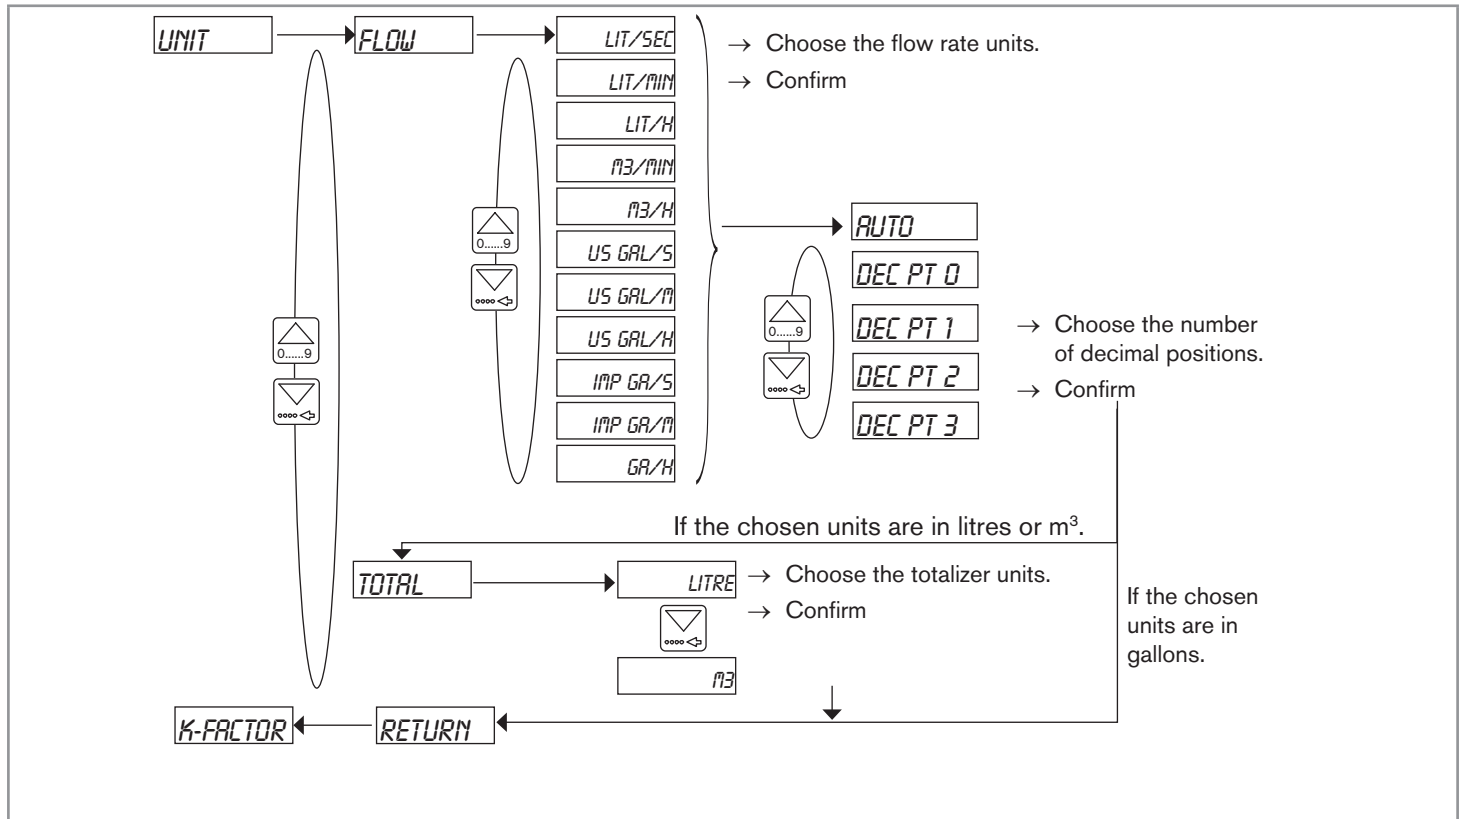 UNIT
FLOW
LIT/SEC
→ Choose the flow rate units.
LIT/MIN
→ Confirm
LIT/H
M3/MIN
M3/H
US GAL/S
US GAL/M
US GAL/H
IMP GA/S
IMP GA/M
GA/H
0......9
0......9
AUTO
DEC PT 0
DEC PT 1
DEC PT 2
DEC PT 3
0......9
→ Choose the number
of decimal positions.
→ Confirm
If the chosen units are in litres or m³.
TOTAL
LITRE
→ Choose the totalizer units.
→ Confirm
M3
If the chosen
units are in
gallons.
K-FACTOR
RETURN